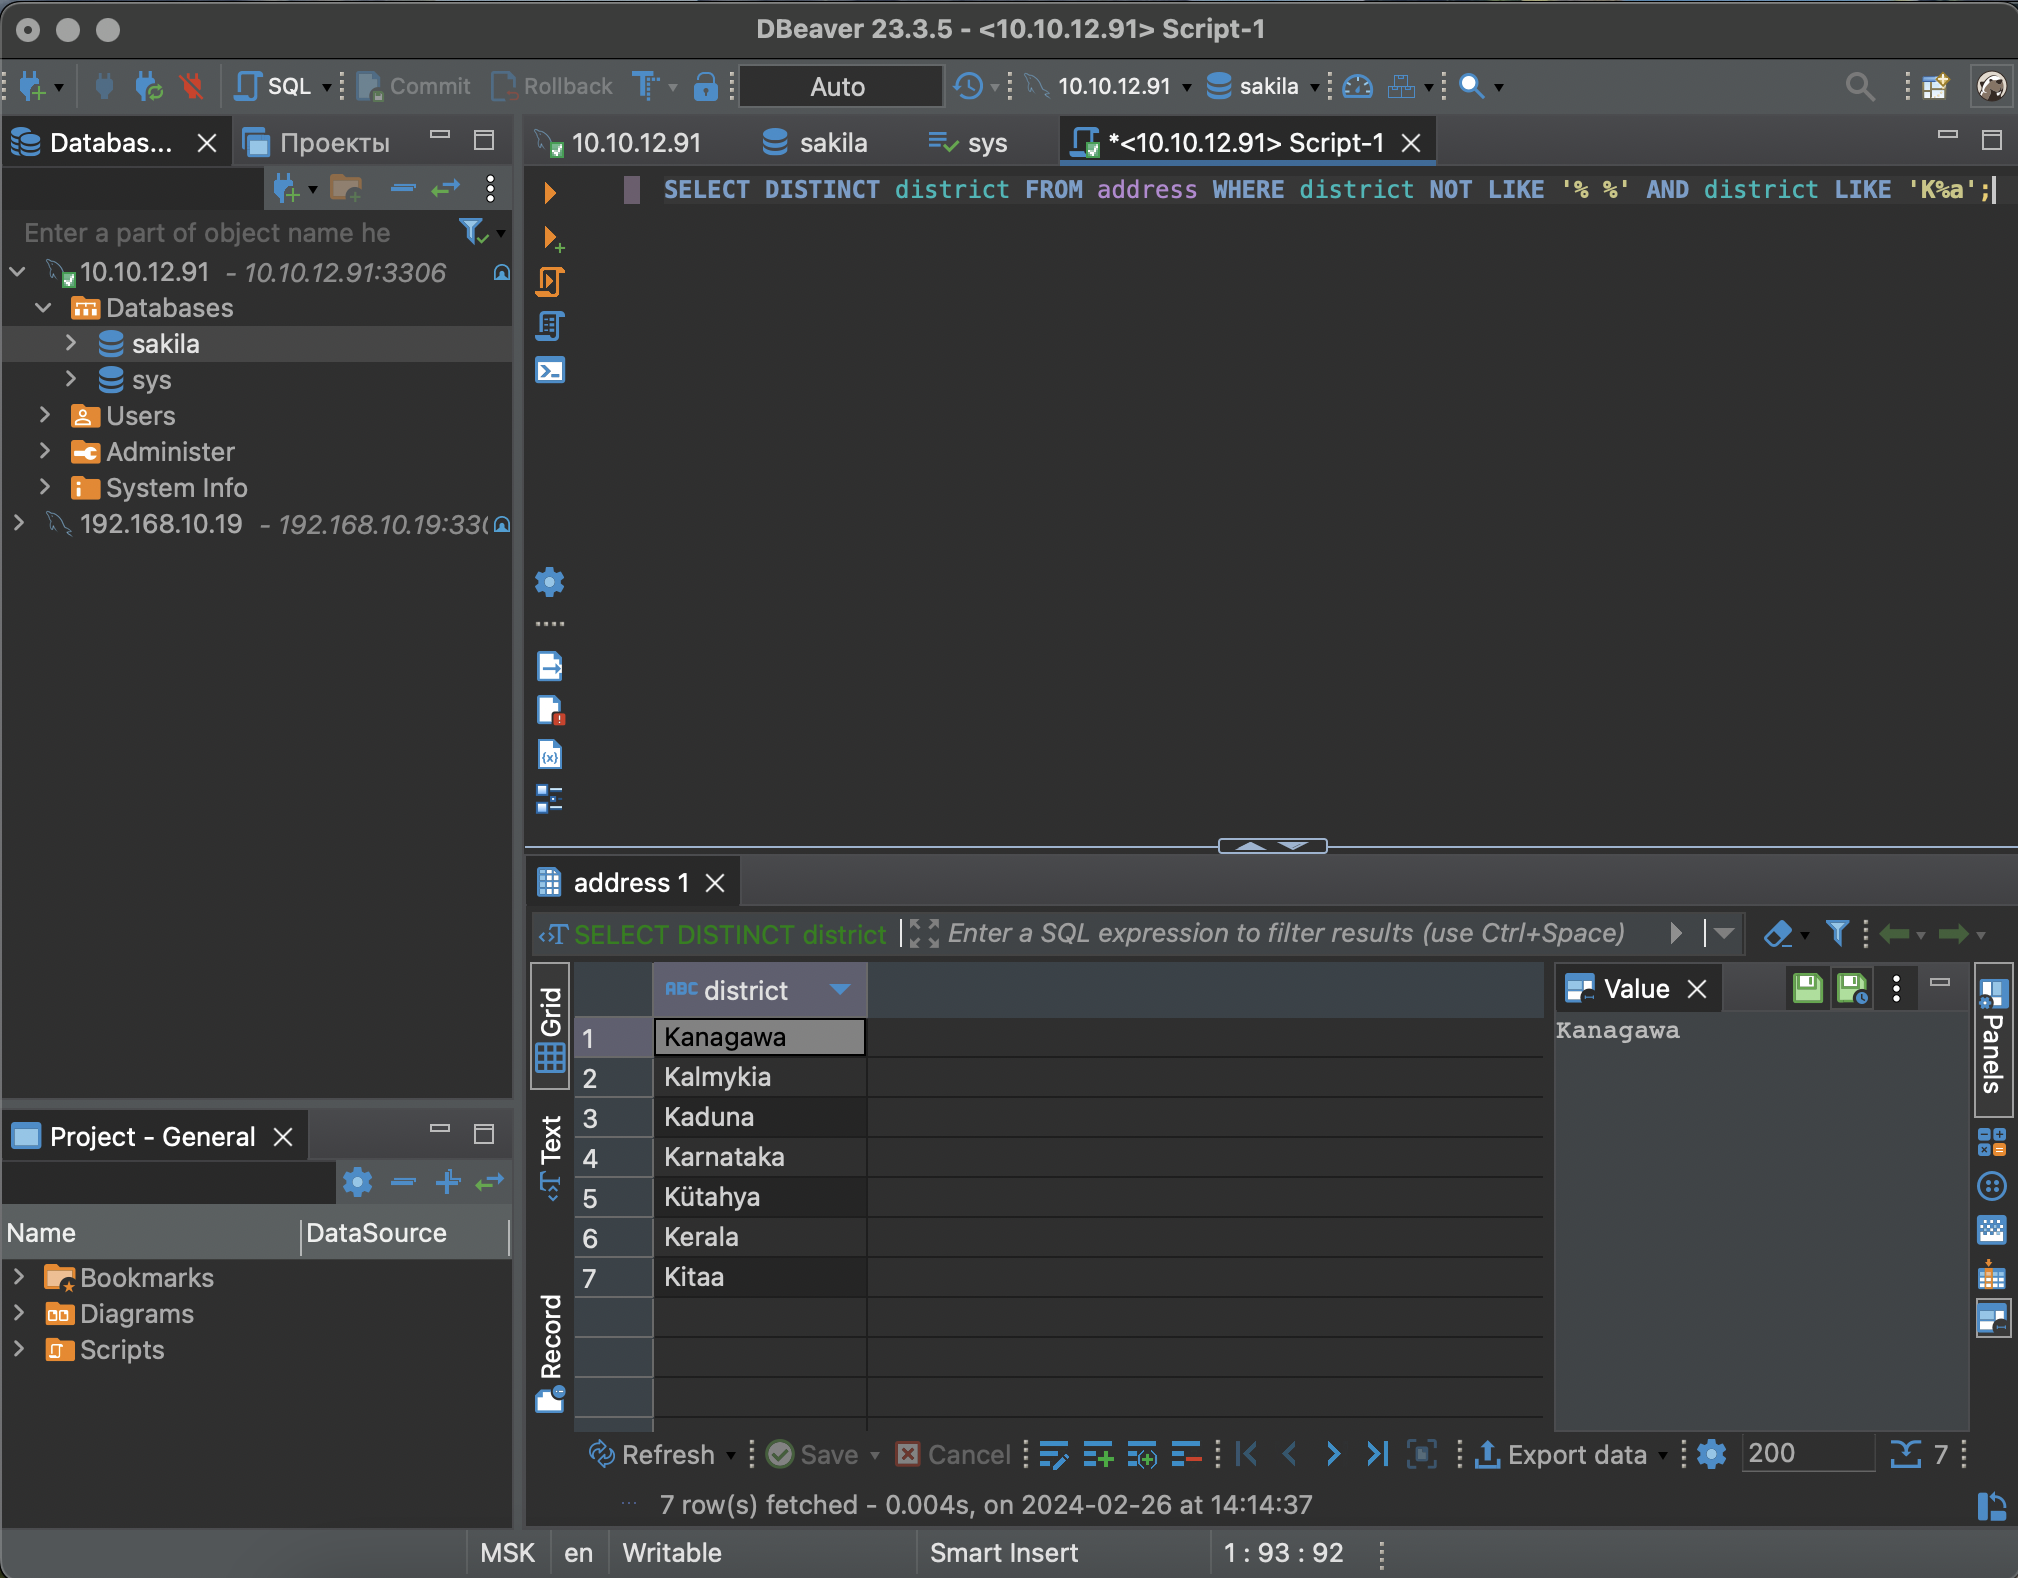 DBeaver 23.3.5 - <10.10.12.91> Script-1
SQL Commit Rollback Auto 10.10.12.91 sakila
Databas... Проекты
Enter a part of object name he
10.10.12.91 - 10.10.12.91:3306
Databases
sakila
sys
Users
Administer
System Info
192.168.10.19 - 192.168.10.19:330
10.10.12.91 sakila sys *<10.10.12.91> Script-1
SELECT DISTINCT district FROM address WHERE district NOT LIKE '% %' AND district LIKE 'K%a';
address 1
SELECT DISTINCT district Enter a SQL expression to filter results (use Ctrl+Space)
Grid
Text
Record
ABC district
1 Kanagawa
2 Kalmykia
3 Kaduna
4 Karnataka
5 Kütahya
6 Kerala
7 Kitaa
Value
Kanagawa
Panels
Refresh Save Cancel Export data 200 7
7 row(s) fetched - 0.004s, on 2024-02-26 at 14:14:37
Project - General
Name DataSource
Bookmarks
Diagrams
Scripts
MSK en Writable Smart Insert 1 : 93 : 92